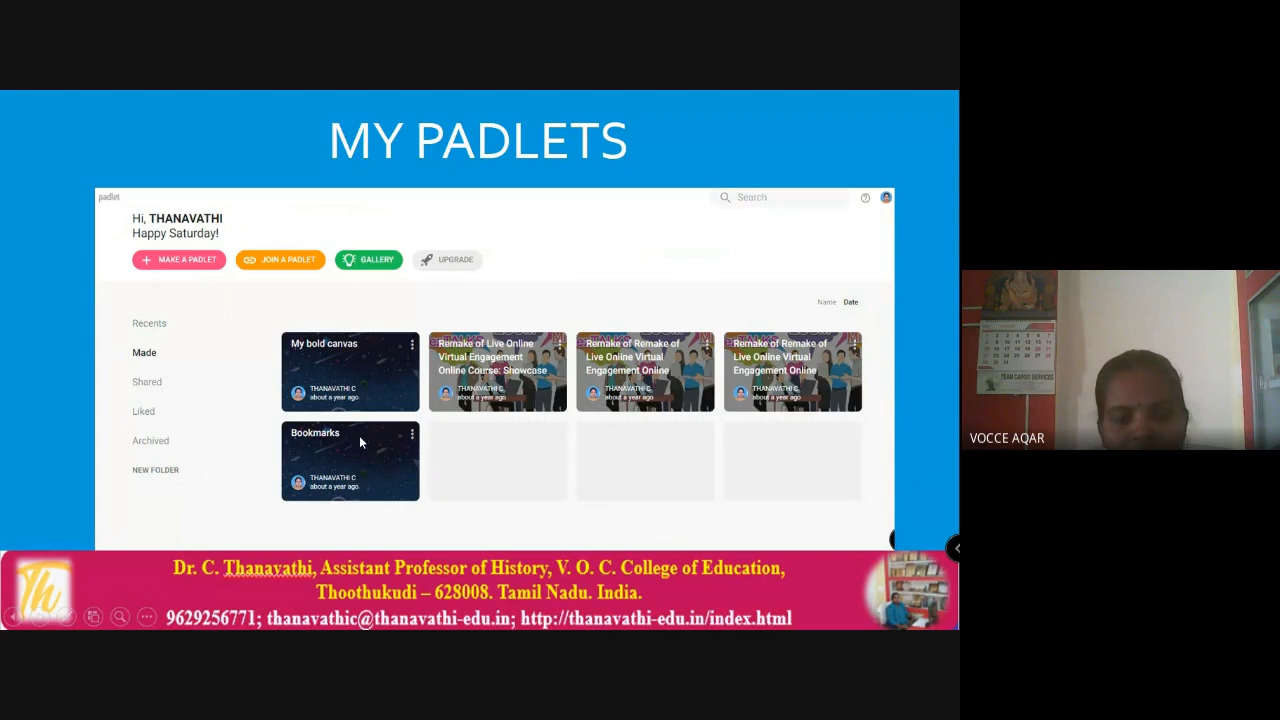 MY PADLETS
padlet
Search
Hi, THANAVATHI
Happy Saturday!
MAKE A PADLET
JOIN A PADLET
GALLERY
UPGRADE
Name Date
Recents
Made
Shared
Liked
Archived
NEW FOLDER
My bold canvas
THANAVATHI C
about a year ago
Remake of Live Online
Virtual Engagement
Online Course: Showcase
THANAVATHI C
about a year ago
Remake of Remake of
Live Online Virtual
Engagement Online
THANAVATHI C
about a year ago
Remake of Remake of
Live Online Virtual
Engagement Online
THANAVATHI C
about a year ago
Bookmarks
THANAVATHI C
about a year ago
Th
Dr. C. Thanavathi, Assistant Professor of History, V. O. C. College of Education,
Thoothukudi – 628008. Tamil Nadu. India.
9629256771; thanavathic@thanavathi-edu.in; http://thanavathi-edu.in/index.html
TEAM CARGO SERVICES
VOCCE AQAR